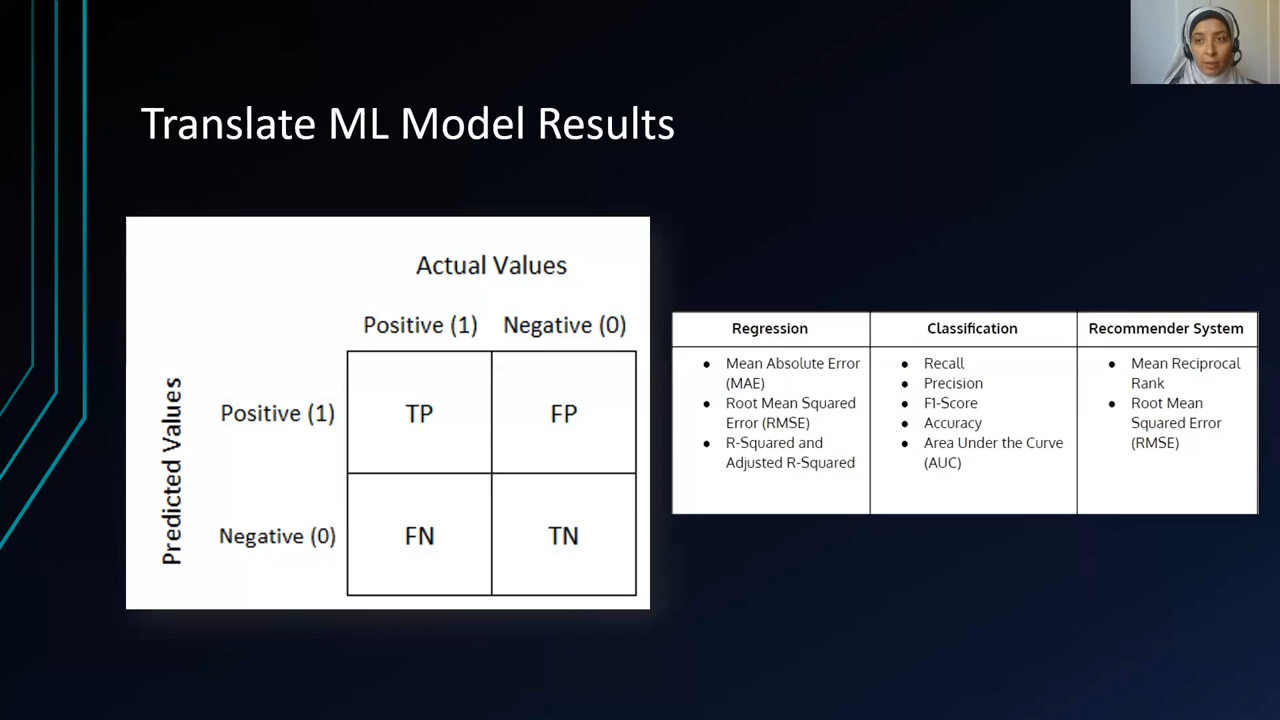 Translate ML Model Results
Actual Values
Positive (1) Negative (0)
Predicted Values
Positive (1) TP FP
Negative (0) FN TN
Regression
● Mean Absolute Error
(MAE)
● Root Mean Squared
Error (RMSE)
● R-Squared and
Adjusted R-Squared
Classification
● Recall
● Precision
● F1-Score
● Accuracy
● Area Under the Curve
(AUC)
Recommender System
● Mean Reciprocal
Rank
● Root Mean
Squared Error
(RMSE)